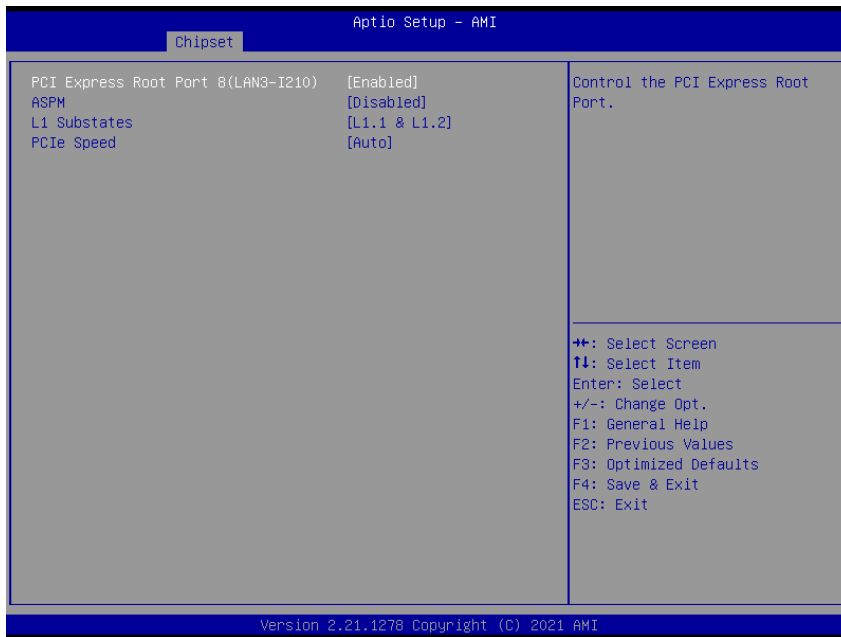 Aptio Setup - AMI
Chipset
PCI Express Root Port 8(LAN3-I210) [Enabled]
ASPM [Disabled]
L1 Substates [L1.1 & L1.2]
PCIe Speed [Auto]
Control the PCI Express Root
Port.
→←: Select Screen
↑↓: Select Item
Enter: Select
+/-: Change Opt.
F1: General Help
F2: Previous Values
F3: Optimized Defaults
F4: Save & Exit
ESC: Exit
Version 2.21.1278 Copyright (C) 2021 AMI